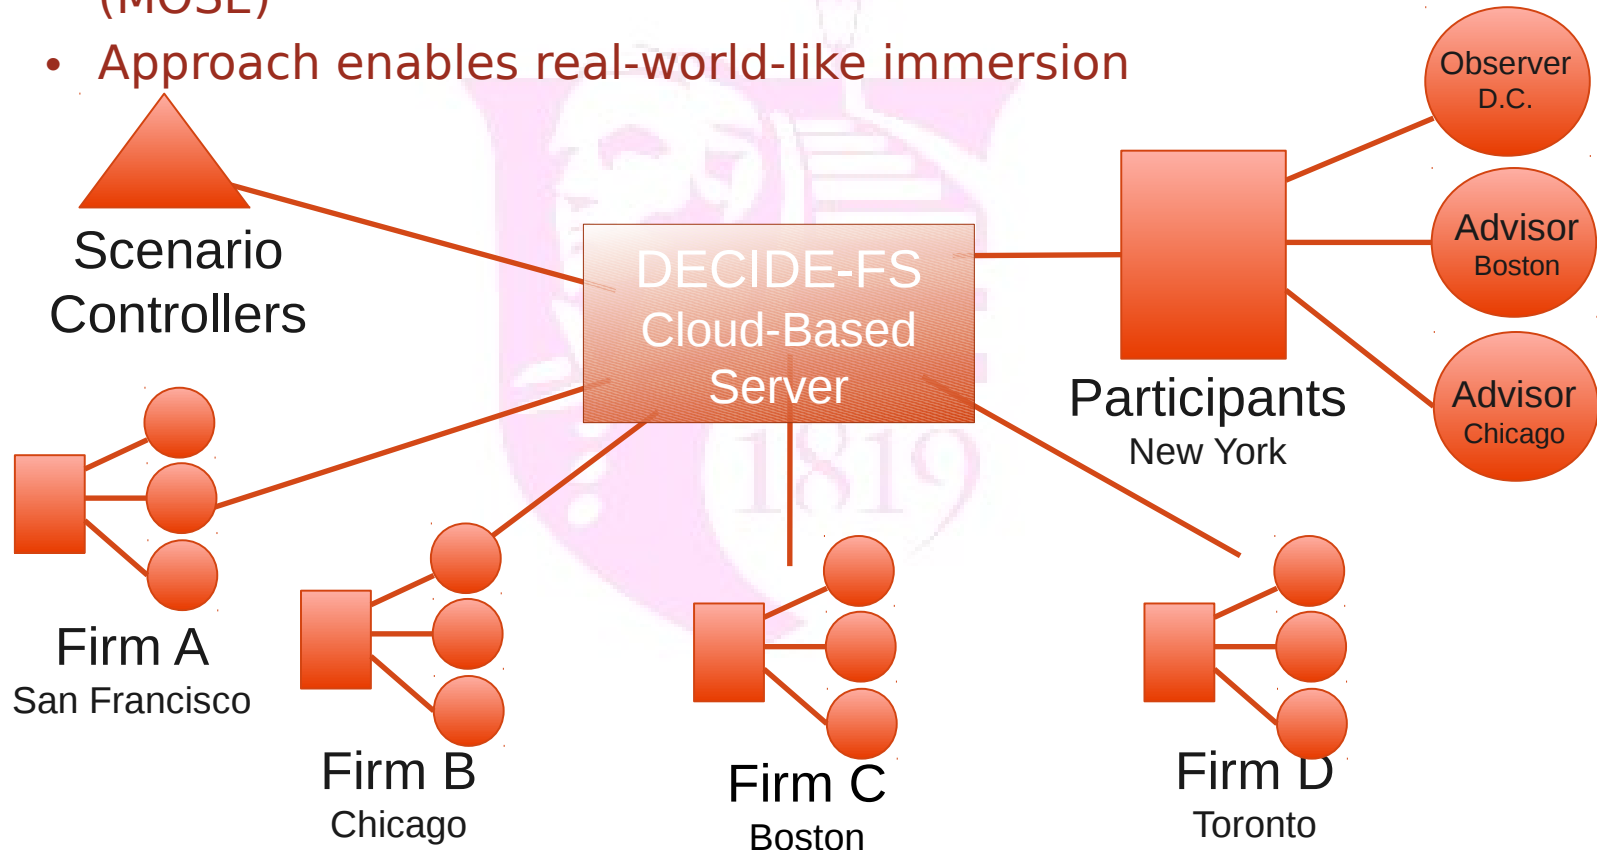 (MOSE)
• Approach enables real-world-like immersion
Observer
D.C.
Advisor
Boston
Advisor
Chicago
Scenario
Controllers
DECIDE-FS
Cloud-Based
Server
Participants
New York
1819
Firm A
San Francisco
Firm B
Chicago
Firm C
Boston
Firm D
Toronto